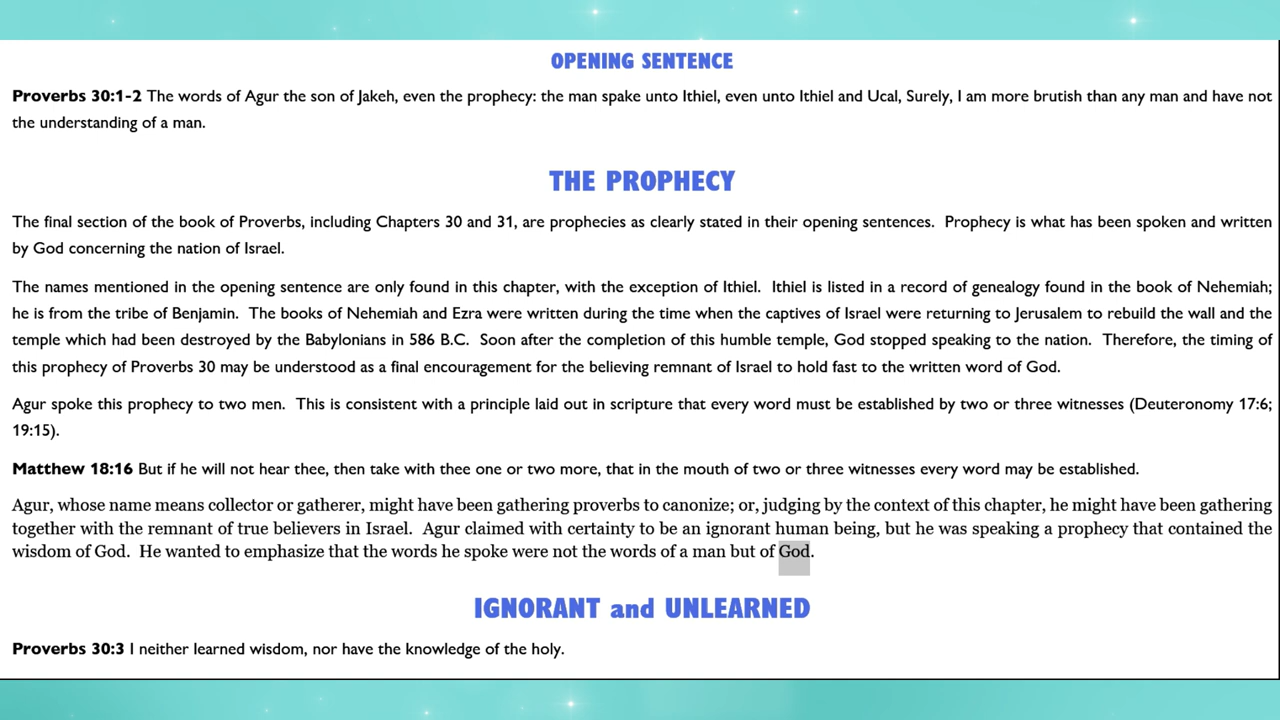 OPENING SENTENCE
Proverbs 30:1-2 The words of Agur the son of Jakeh, even the prophecy: the man spake unto Ithiel, even unto Ithiel and Ucal, Surely, I am more brutish than any man and have not
the understanding of a man.
THE PROPHECY
The final section of the book of Proverbs, including Chapters 30 and 31, are prophecies as clearly stated in their opening sentences.  Prophecy is what has been spoken and written
by God concerning the nation of Israel.
The names mentioned in the opening sentence are only found in this chapter, with the exception of Ithiel.  Ithiel is listed in a record of genealogy found in the book of Nehemiah;
he is from the tribe of Benjamin.  The books of Nehemiah and Ezra were written during the time when the captives of Israel were returning to Jerusalem to rebuild the wall and the
temple which had been destroyed by the Babylonians in 586 B.C.  Soon after the completion of this humble temple, God stopped speaking to the nation.  Therefore, the timing of
this prophecy of Proverbs 30 may be understood as a final encouragement for the believing remnant of Israel to hold fast to the written word of God.
Agur spoke this prophecy to two men.  This is consistent with a principle laid out in scripture that every word must be established by two or three witnesses (Deuteronomy 17:6;
19:15).
Matthew 18:16 But if he will not hear thee, then take with thee one or two more, that in the mouth of two or three witnesses every word may be established.
Agur, whose name means collector or gatherer, might have been gathering proverbs to canonize; or, judging by the context of this chapter, he might have been gathering
together with the remnant of true believers in Israel.  Agur claimed with certainty to be an ignorant human being, but he was speaking a prophecy that contained the
wisdom of God.  He wanted to emphasize that the words he spoke were not the words of a man but of God.
IGNORANT and UNLEARNED
Proverbs 30:3 I neither learned wisdom, nor have the knowledge of the holy.